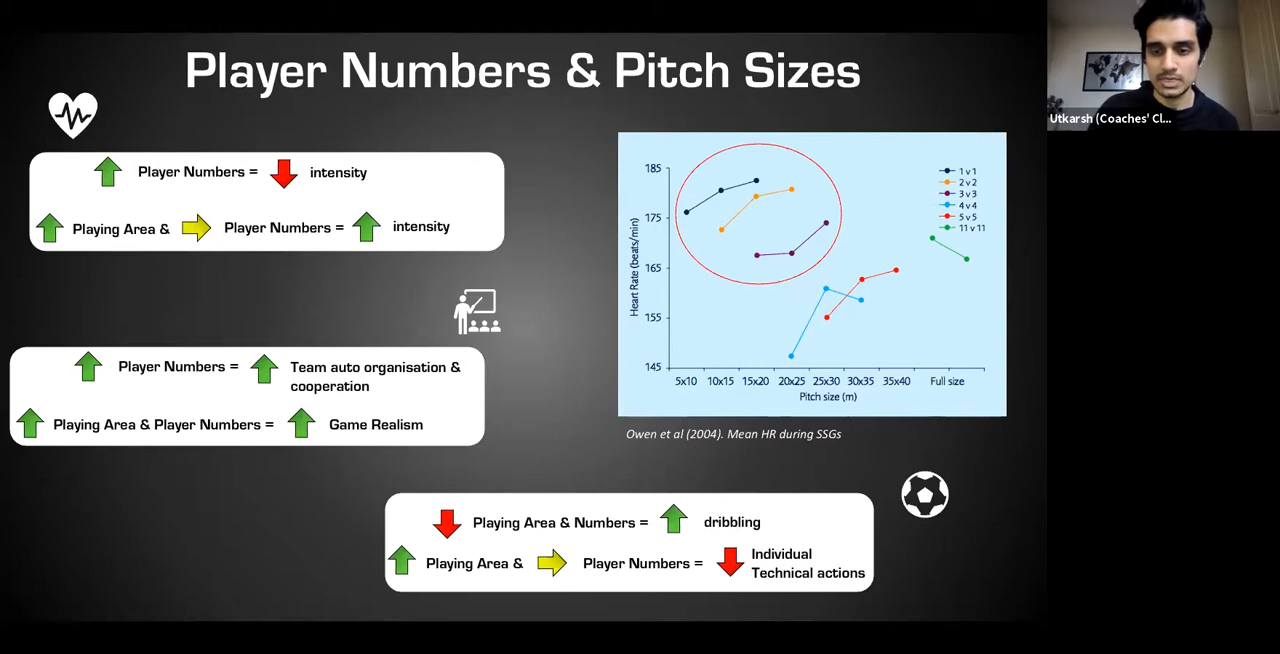 Player Numbers & Pitch Sizes
Utkarsh (Coaches' Cl...
Player Numbers = intensity
Playing Area & Player Numbers = intensity
Player Numbers = Team auto organisation &
cooperation
Playing Area & Player Numbers = Game Realism
185
175
165
155
145
Heart Rate (beats/min)
1 v 1
2 v 2
3 v 3
4 v 4
5 v 5
11 v 11
5x10 10x15 15x20 20x25 25x30 30x35 35x40 Full size
Pitch size (m)
Owen et al (2004). Mean HR during SSGs
Playing Area & Numbers = dribbling
Playing Area & Player Numbers = Individual
Technical actions